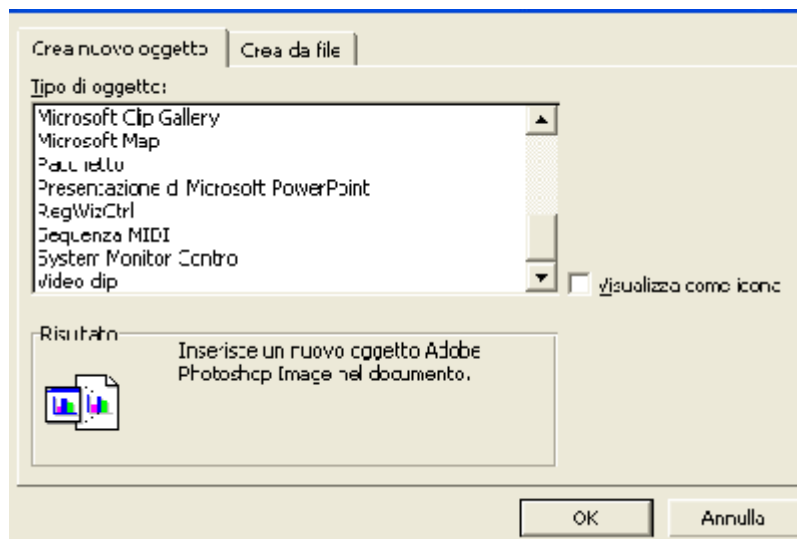 Crea nuovo oggetto
Crea da file
Tipo di oggetto:
Microsoft Clip Gallery
Microsoft Map
Pacchetto
Presentazione di Microsoft PowerPoint
RegWizCtrl
Sequenza MIDI
System Monitor Control
Video clip
Visualizza come icona
Risultato
Inserisce un nuovo oggetto Adobe
Photoshop Image nel documento.
OK
Annulla